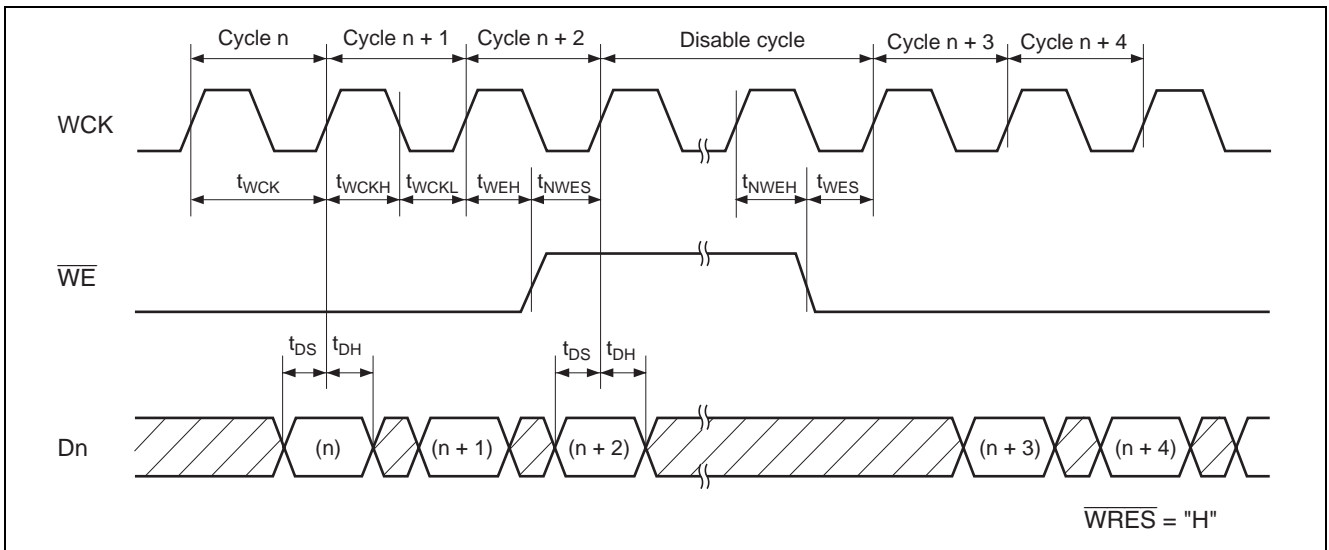 Cycle n Cycle n + 1 Cycle n + 2 Disable cycle Cycle n + 3 Cycle n + 4
WCK
tWCK tWCKH tWCKL tWEH tNWES tNWEH tWES
WE
tDS tDH tDS tDH
Dn (n) (n + 1) (n + 2) (n + 3) (n + 4)
WRES = "H"